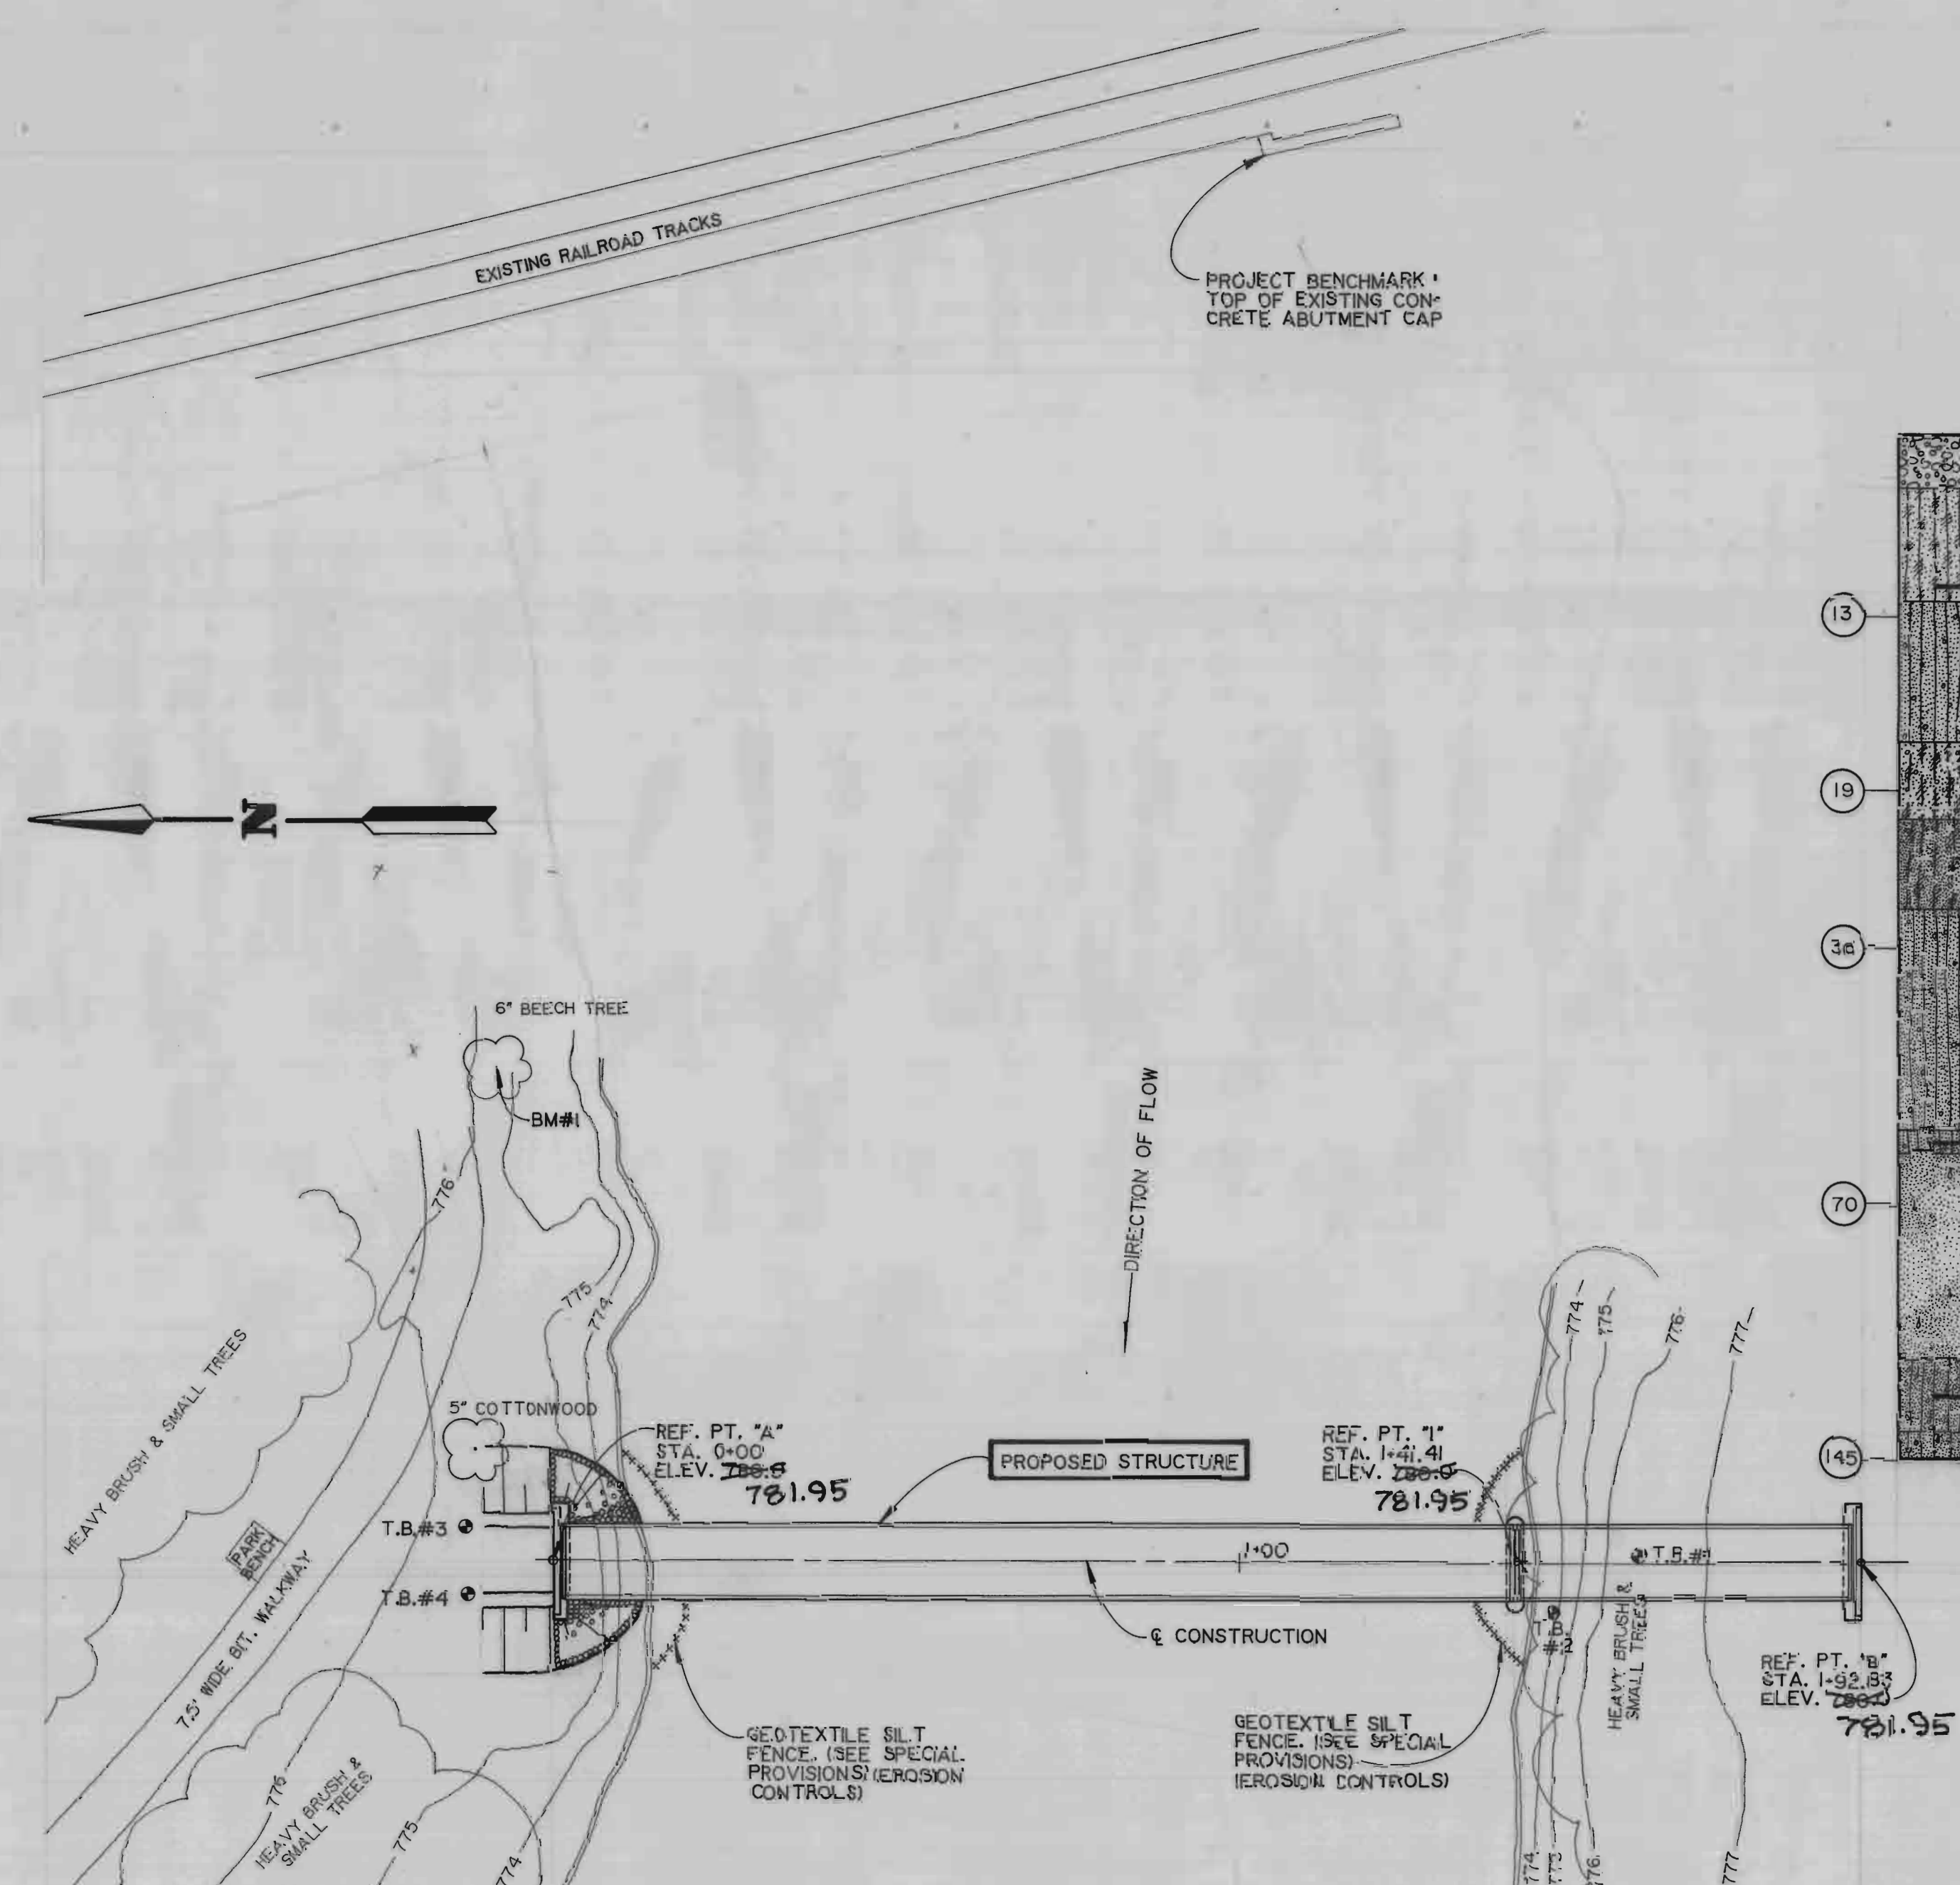 EXISTING RAILROAD TRACKS
PROJECT BENCHMARK
TOP OF EXISTING CON-
CRETE ABUTMENT CAP
13
19
N
6" BEECH TREE
BM#1
DIRECTION OF FLOW
776
70
775
774
774
775
776
777
HEAVY BRUSH & SMALL TREES
5" COTTONWOOD
REF. PT. "A"
STA. 0+00
ELEV.
781.95
PROPOSED STRUCTURE
REF. PT. "1"
STA. 1+41.41
ELEV.
781.95
145
T.B.#3
PARK
BENCH
1+00
T.B.#1
T.B.#4
7.5' WIDE BIT. WALKWAY
℄ CONSTRUCTION
T.B.
#2
HEAVY BRUSH &
SMALL TREES
REF. PT. "B"
STA. 1+92.83
ELEV.
781.95
GEOTEXTILE SILT
FENCE. (SEE SPECIAL
PROVISIONS) (EROSION
CONTROLS)
GEOTEXTILE SILT
FENCE. (SEE SPECIAL
PROVISIONS)
(EROSION CONTROLS)
776
HEAVY BRUSH &
SMALL TREES
775
774
774
775
776
777